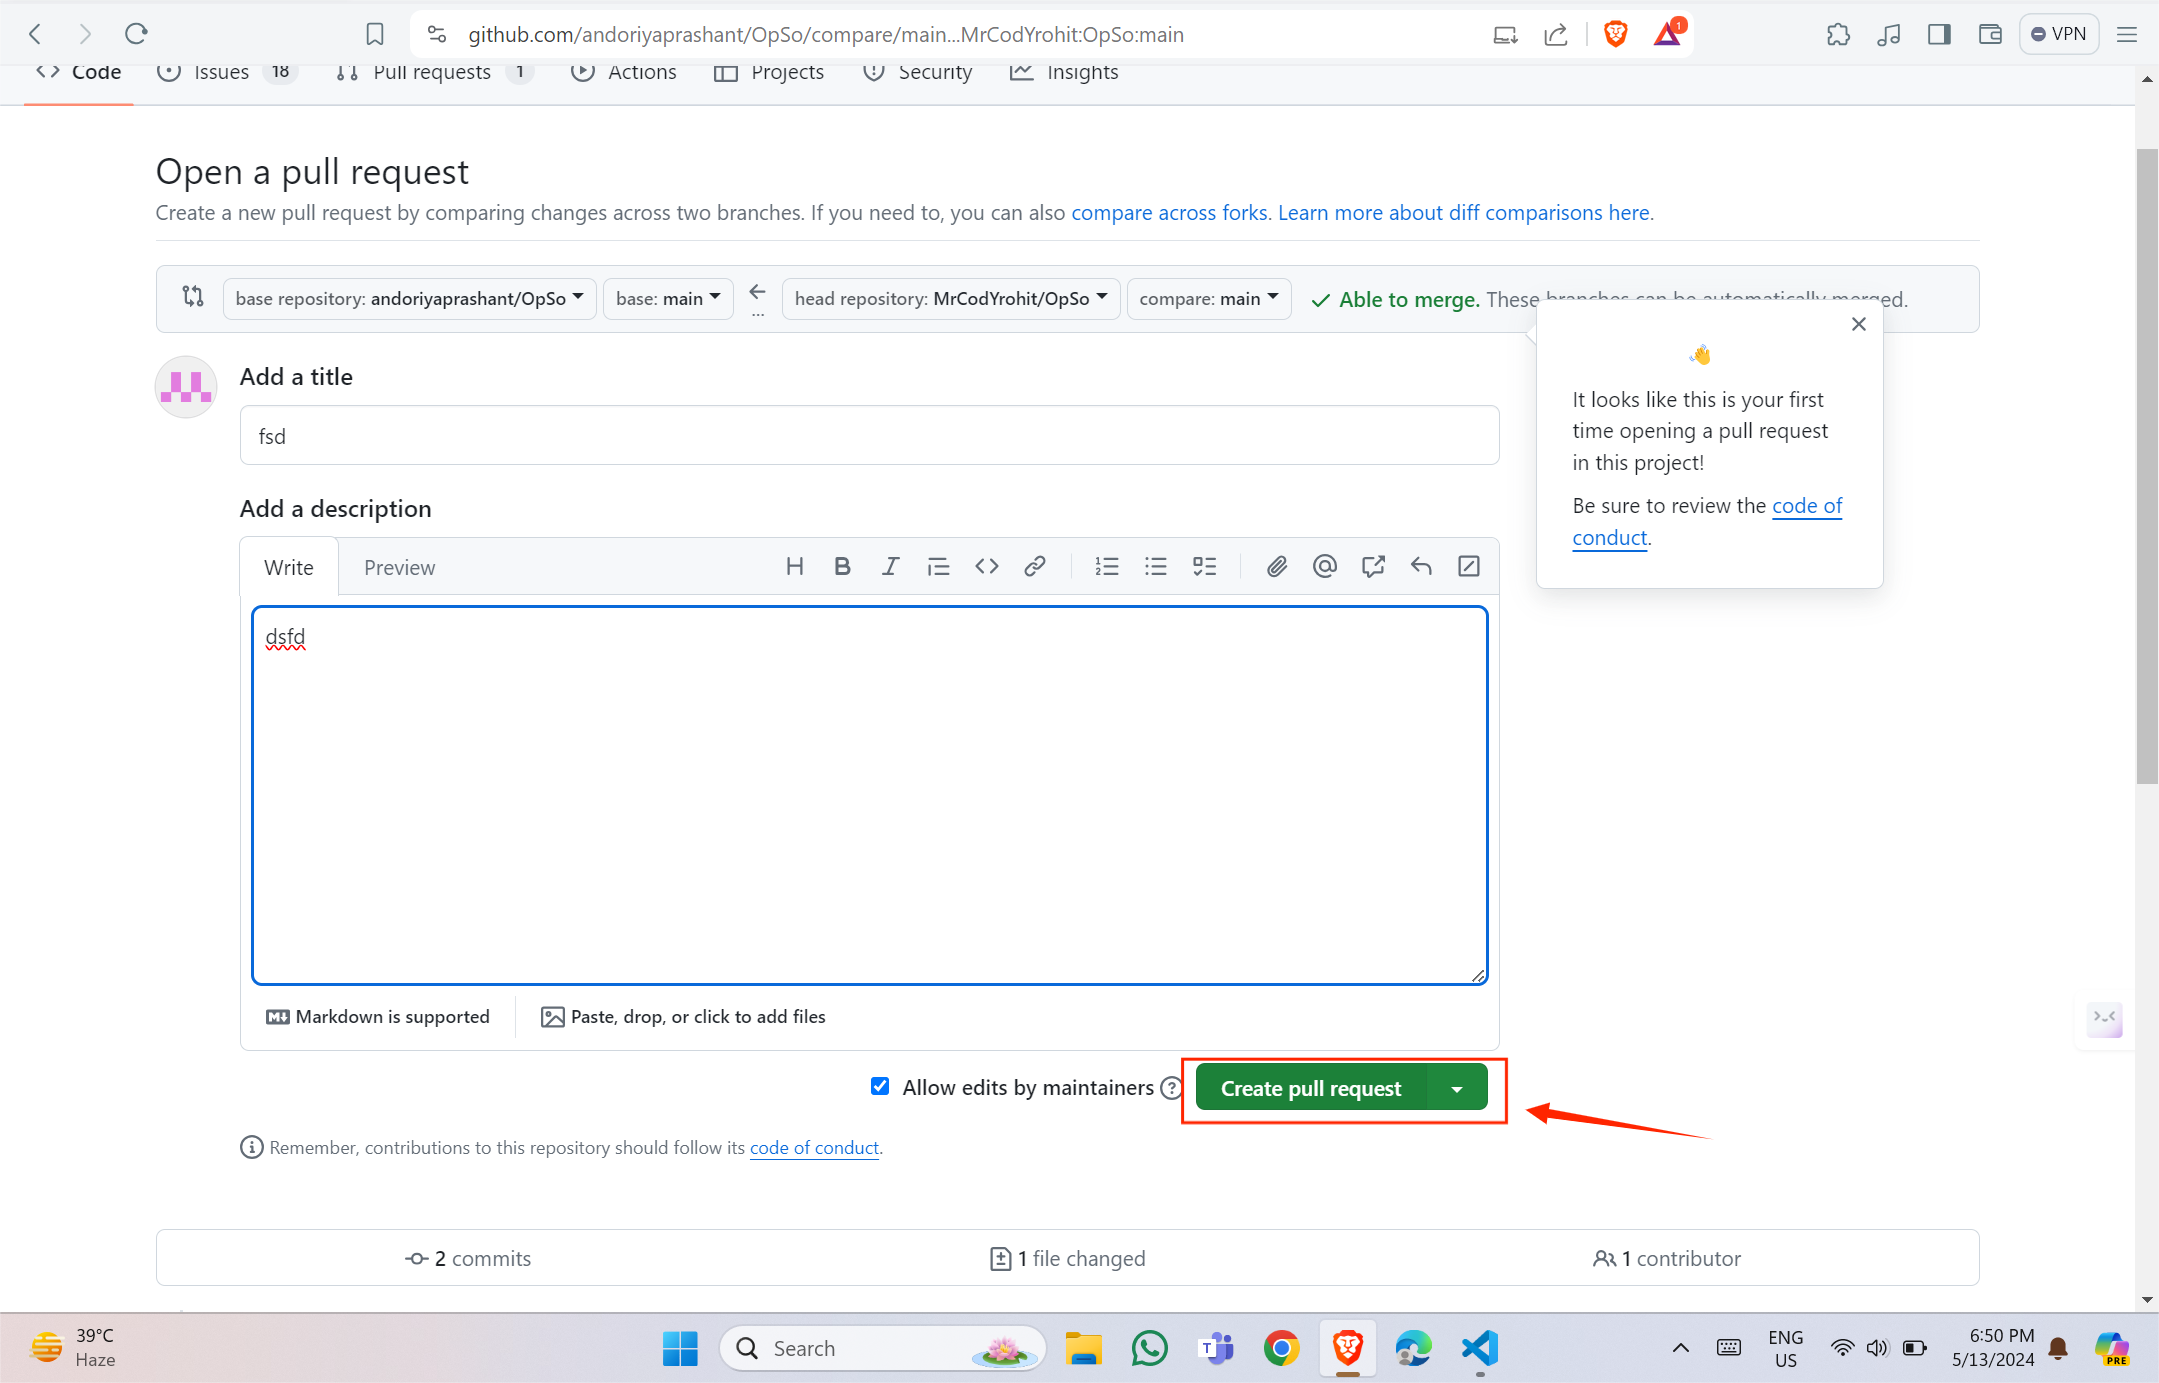 github.com/andoriyaprashant/OpSo/compare/main...MrCodYrohit:OpSo:main
1
VPN
Code
Issues 18
Pull requests 1
Actions
Projects
Security
Insights
Open a pull request
Create a new pull request by comparing changes across two branches. If you need to, you can also compare across forks. Learn more about diff comparisons here.
base repository: andoriyaprashant/OpSo
base: main
...
head repository: MrCodYrohit/OpSo
compare: main
Able to merge. These branches can be automatically merged.
It looks like this is your first
time opening a pull request
in this project!
Be sure to review the code of
conduct.
Add a title
fsd
Add a description
Write
Preview
dsfd
Markdown is supported
Paste, drop, or click to add files
Allow edits by maintainers
Create pull request
Remember, contributions to this repository should follow its code of conduct.
2 commits
1 file changed
1 contributor
39°C
Haze
Search
ENG
US
6:50 PM
5/13/2024
PRE